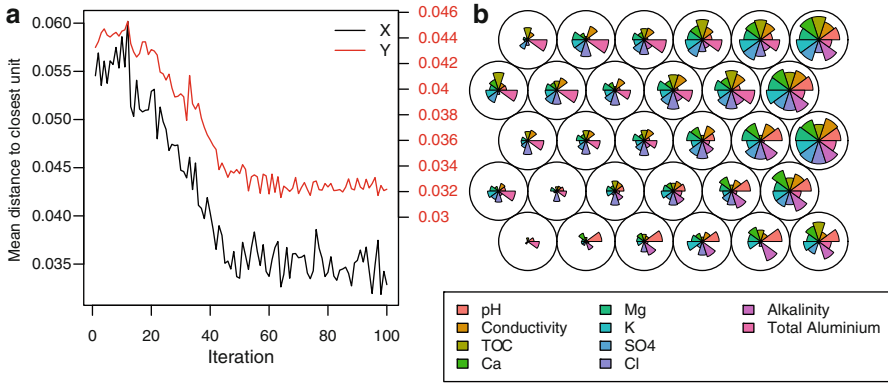 a
b
0.060
0.055
0.050
0.045
0.040
0.035
Mean distance to closest unit
X
Y
0.046
0.044
0.042
0.04
0.038
0.036
0.034
0.032
0.03
0
20
40
60
80
100
Iteration
pH
Conductivity
TOC
Ca
Mg
K
SO4
Cl
Alkalinity
Total Aluminium